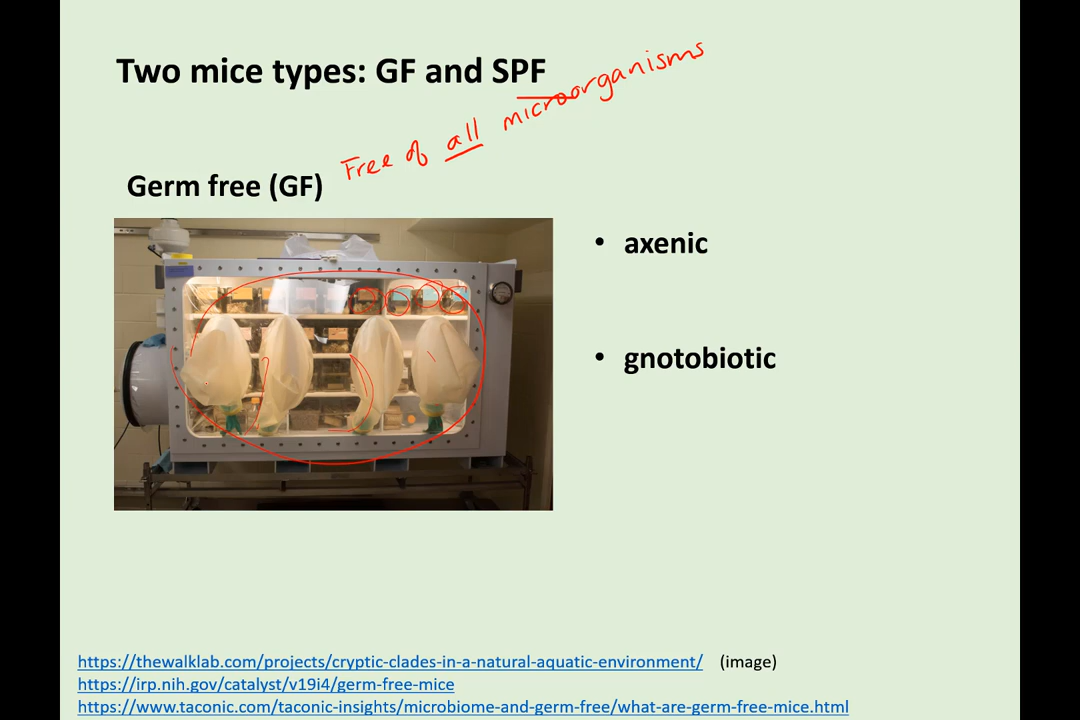 Two mice types: GF and SPF
Free of all microorganisms
Germ free (GF)
• axenic
• gnotobiotic
https://thewalklab.com/projects/cryptic-clades-in-a-natural-aquatic-environment/ (image)
https://irp.nih.gov/catalyst/v19i4/germ-free-mice
https://www.taconic.com/taconic-insights/microbiome-and-germ-free/what-are-germ-free-mice.html